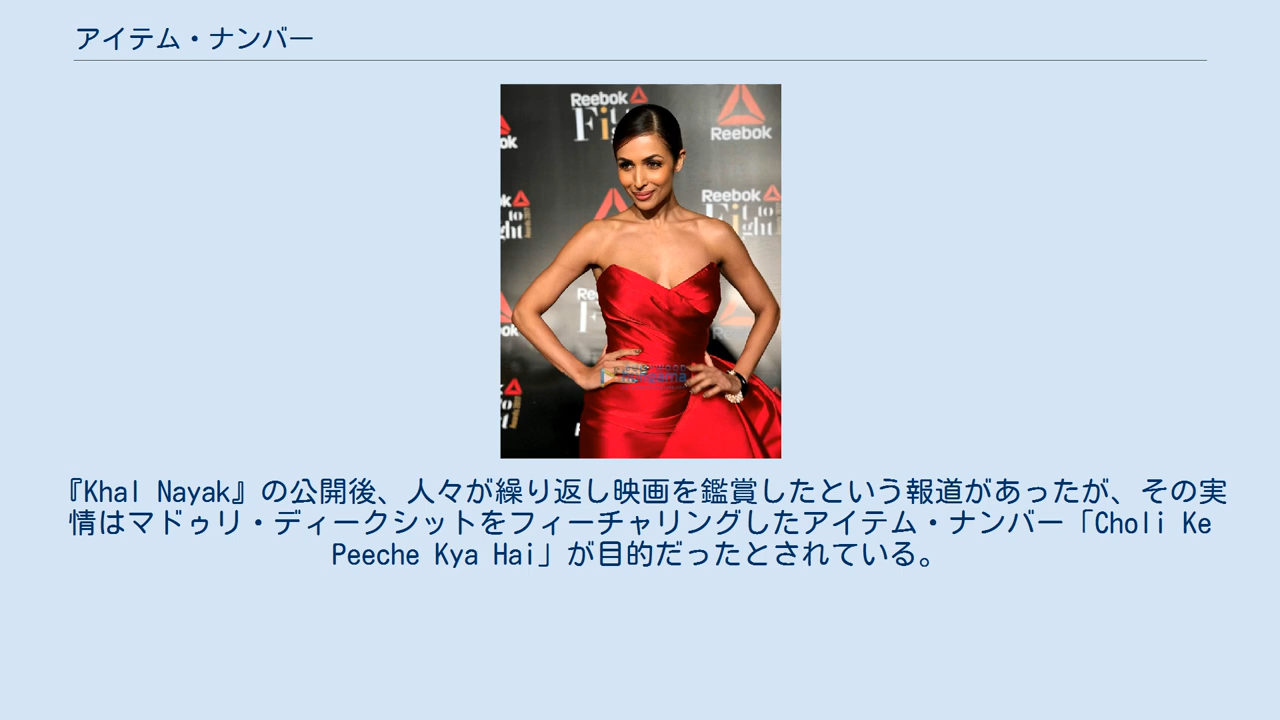 アイテム・ナンバー
Reebok
Reebok
Fi
bok
Reebok
Fit to
ight
to
ght
Re
F
『Khal Nayak』の公開後、人々が繰り返し映画を鑑賞したという報道があったが、その実
情はマドゥリ・ディークシットをフィーチャリングしたアイテム・ナンバー「Choli Ke
Peeche Kya Hai」が目的だったとされている。